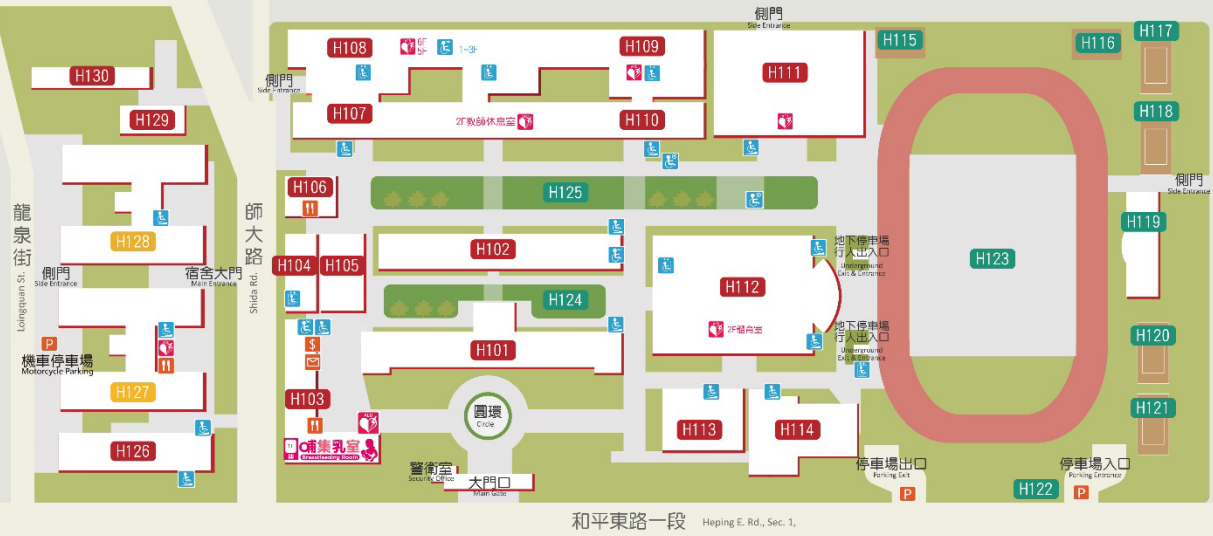 側門
Side Entrance
H108
6F
5F
1~3F
H109
H111
H115
H116
H117
H130
側門
Side Entrance
H129
H107
2F教師休息室
H110
H118
H106
H125
側門
Side Entrance
龍泉街
Loingquan St.
師大路
Shida Rd.
H128
側門
Side Entrance
宿舍大門
Main Entrance
H104
H105
H102
H112
2F櫃台室
地下停車場
行人出入口
Underground
Exit & Entrance
H123
H119
H124
地下停車場
行人出入口
Underground
Exit & Entrance
P
機車停車場
Motorcycle Parking
H127
$
H101
H120
H103
圓環
Circle
H113
H114
H121
H126
哺集乳室
Breastfeeding Room
警衛室
Security Office
大門口
Main Gate
停車場出口
Parking Exit
P
H122
停車場入口
Parking Entrance
P
和平東路一段 Heping E. Rd., Sec. 1,